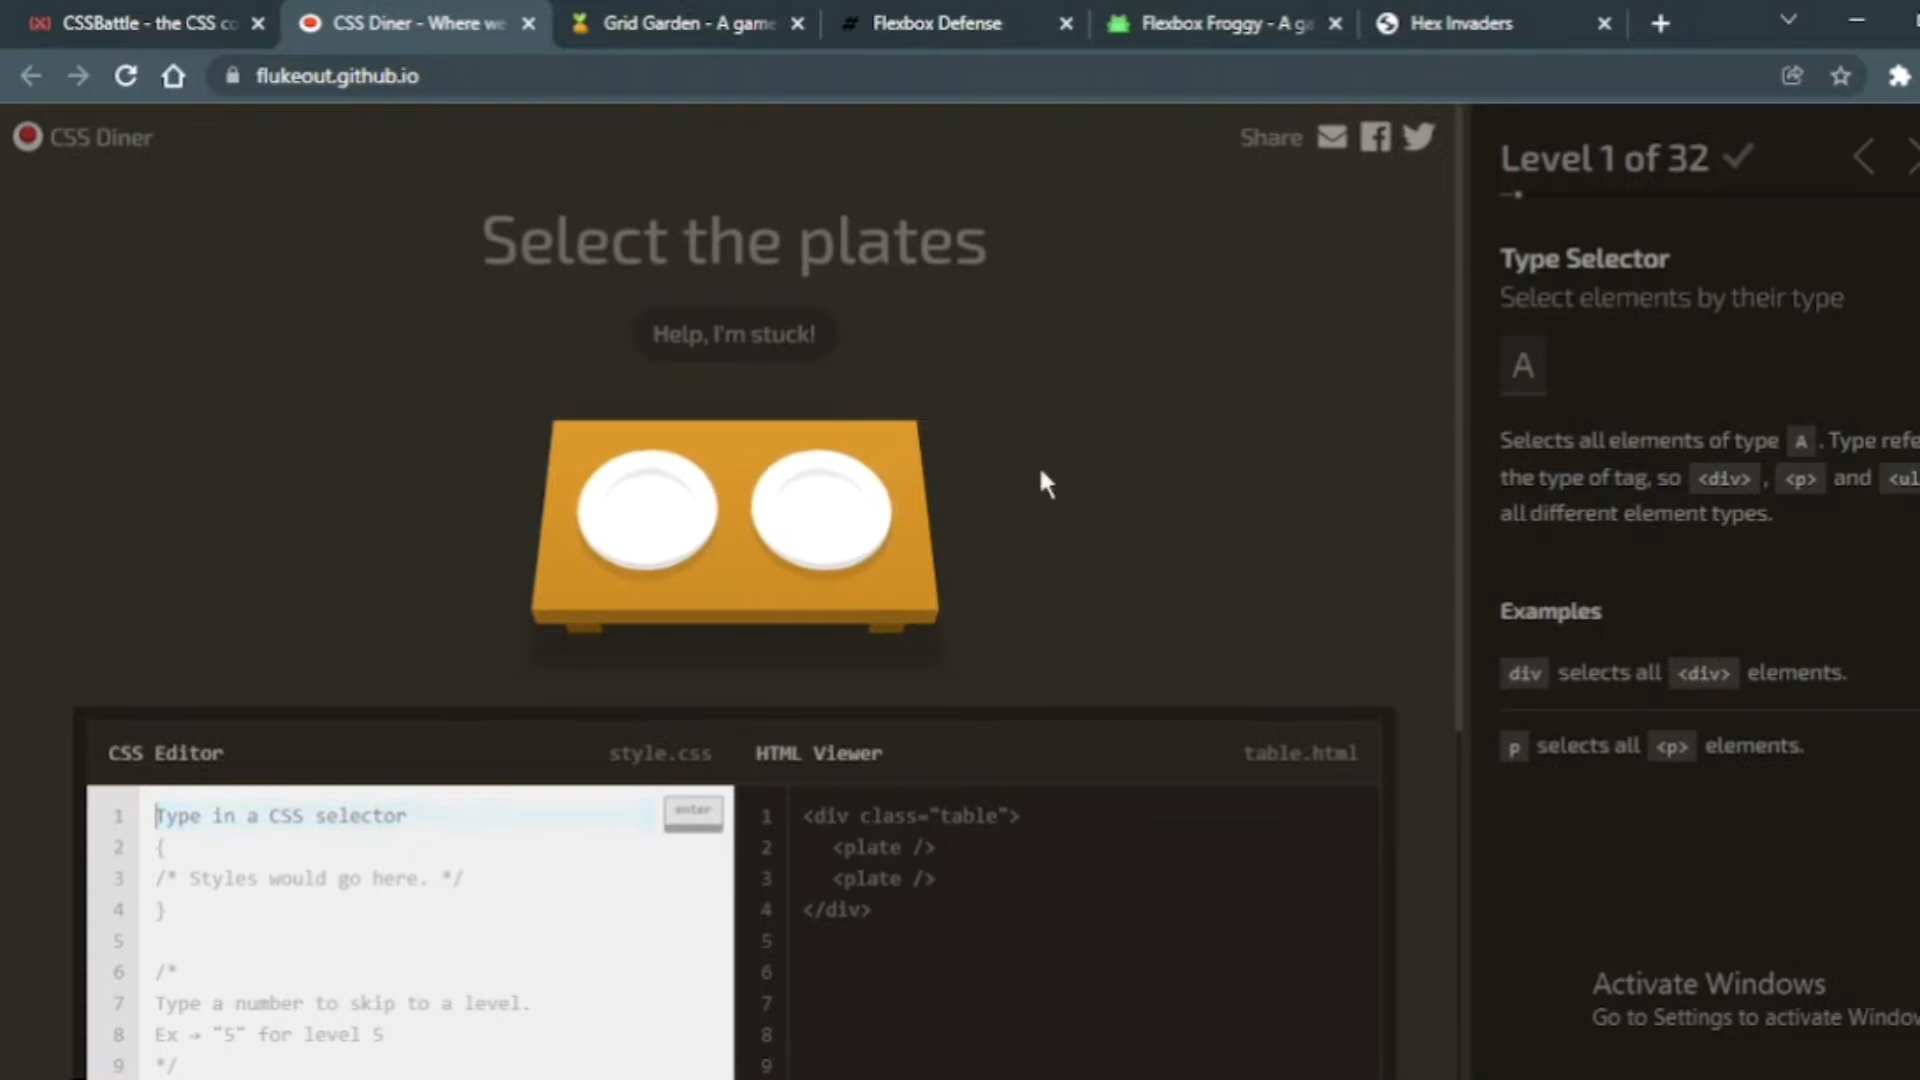 CSSBattle - the CSS co
CSS Diner - Where we
Grid Garden - A game
Flexbox Defense
Flexbox Froggy - A ga
Hex Invaders
flukeout.github.io
CSS Diner
Share
Select the plates
Help, I'm stuck!
CSS Editor
style.css
HTML Viewer
table.html
1 Type in a CSS selector
enter
2 {
3 /* Styles would go here. */
4 }
5
6 /*
7 Type a number to skip to a level.
8 Ex → "5" for level 5
9 */
1 <div class="table">
2 <plate />
3 <plate />
4 </div>
5
6
7
8
9
Level 1 of 32
Type Selector
Select elements by their type
A
Selects all elements of type A . Type refe
the type of tag, so <div> , <p> and <ul
all different element types.
Examples
div selects all <div> elements.
p selects all <p> elements.
Activate Windows
Go to Settings to activate Window